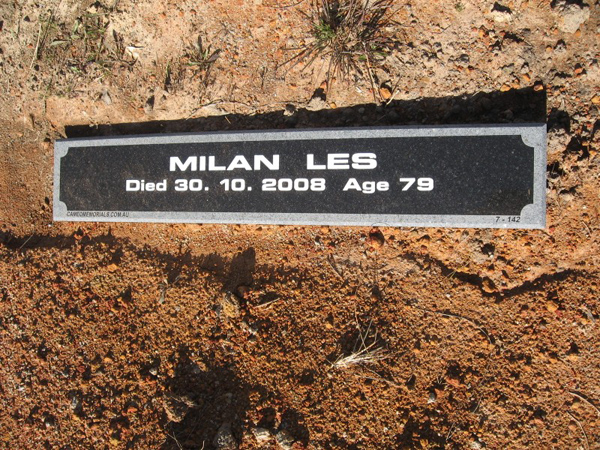 MILAN LES
Died 30. 10. 2008 Age 79
CAMEOMEMORIALS.COM.AU 7 - 142